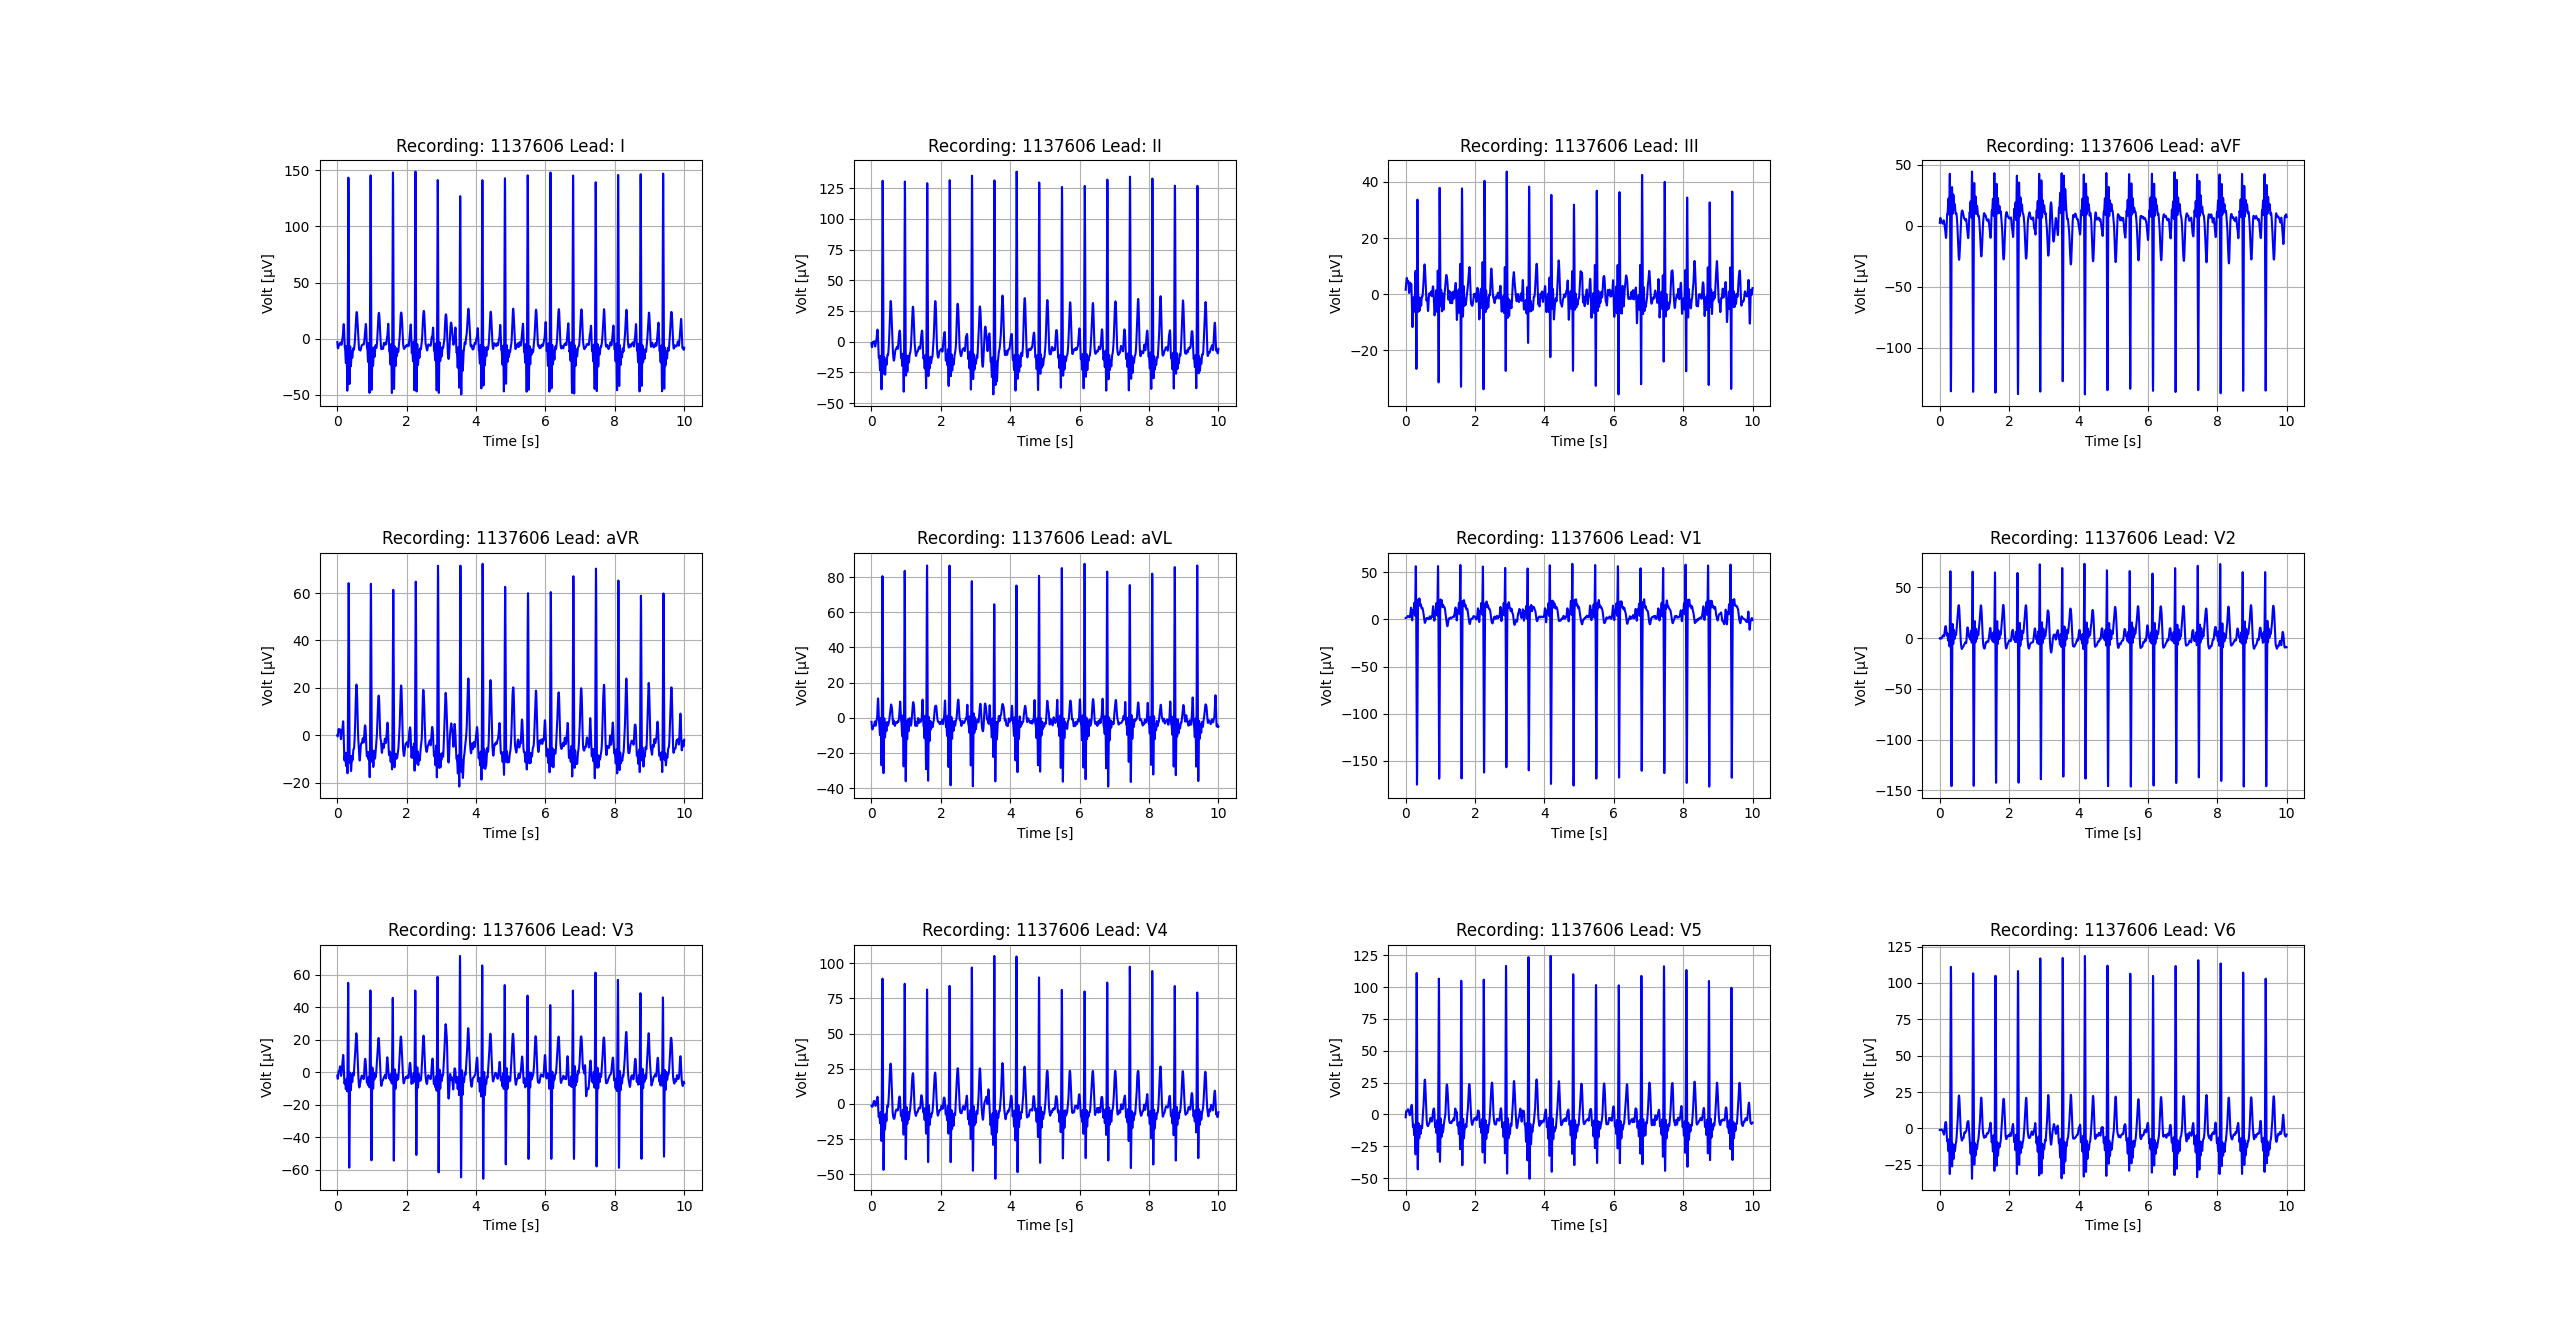 Recording: 1137606 Lead: I
Volt [µV]
150
100
50
0
−50
0 2 4 6 8 10
Time [s]
Recording: 1137606 Lead: II
Volt [µV]
125
100
75
50
25
0
−25
−50
0 2 4 6 8 10
Time [s]
Recording: 1137606 Lead: III
Volt [µV]
40
20
0
−20
0 2 4 6 8 10
Time [s]
Recording: 1137606 Lead: aVF
Volt [µV]
50
0
−50
−100
0 2 4 6 8 10
Time [s]
Recording: 1137606 Lead: aVR
Volt [µV]
60
40
20
0
−20
0 2 4 6 8 10
Time [s]
Recording: 1137606 Lead: aVL
Volt [µV]
80
60
40
20
0
−20
−40
0 2 4 6 8 10
Time [s]
Recording: 1137606 Lead: V1
Volt [µV]
50
0
−50
−100
−150
0 2 4 6 8 10
Time [s]
Recording: 1137606 Lead: V2
Volt [µV]
50
0
−50
−100
−150
0 2 4 6 8 10
Time [s]
Recording: 1137606 Lead: V3
Volt [µV]
60
40
20
0
−20
−40
−60
0 2 4 6 8 10
Time [s]
Recording: 1137606 Lead: V4
Volt [µV]
100
75
50
25
0
−25
−50
0 2 4 6 8 10
Time [s]
Recording: 1137606 Lead: V5
Volt [µV]
125
100
75
50
25
0
−25
−50
0 2 4 6 8 10
Time [s]
Recording: 1137606 Lead: V6
Volt [µV]
125
100
75
50
25
0
−25
0 2 4 6 8 10
Time [s]